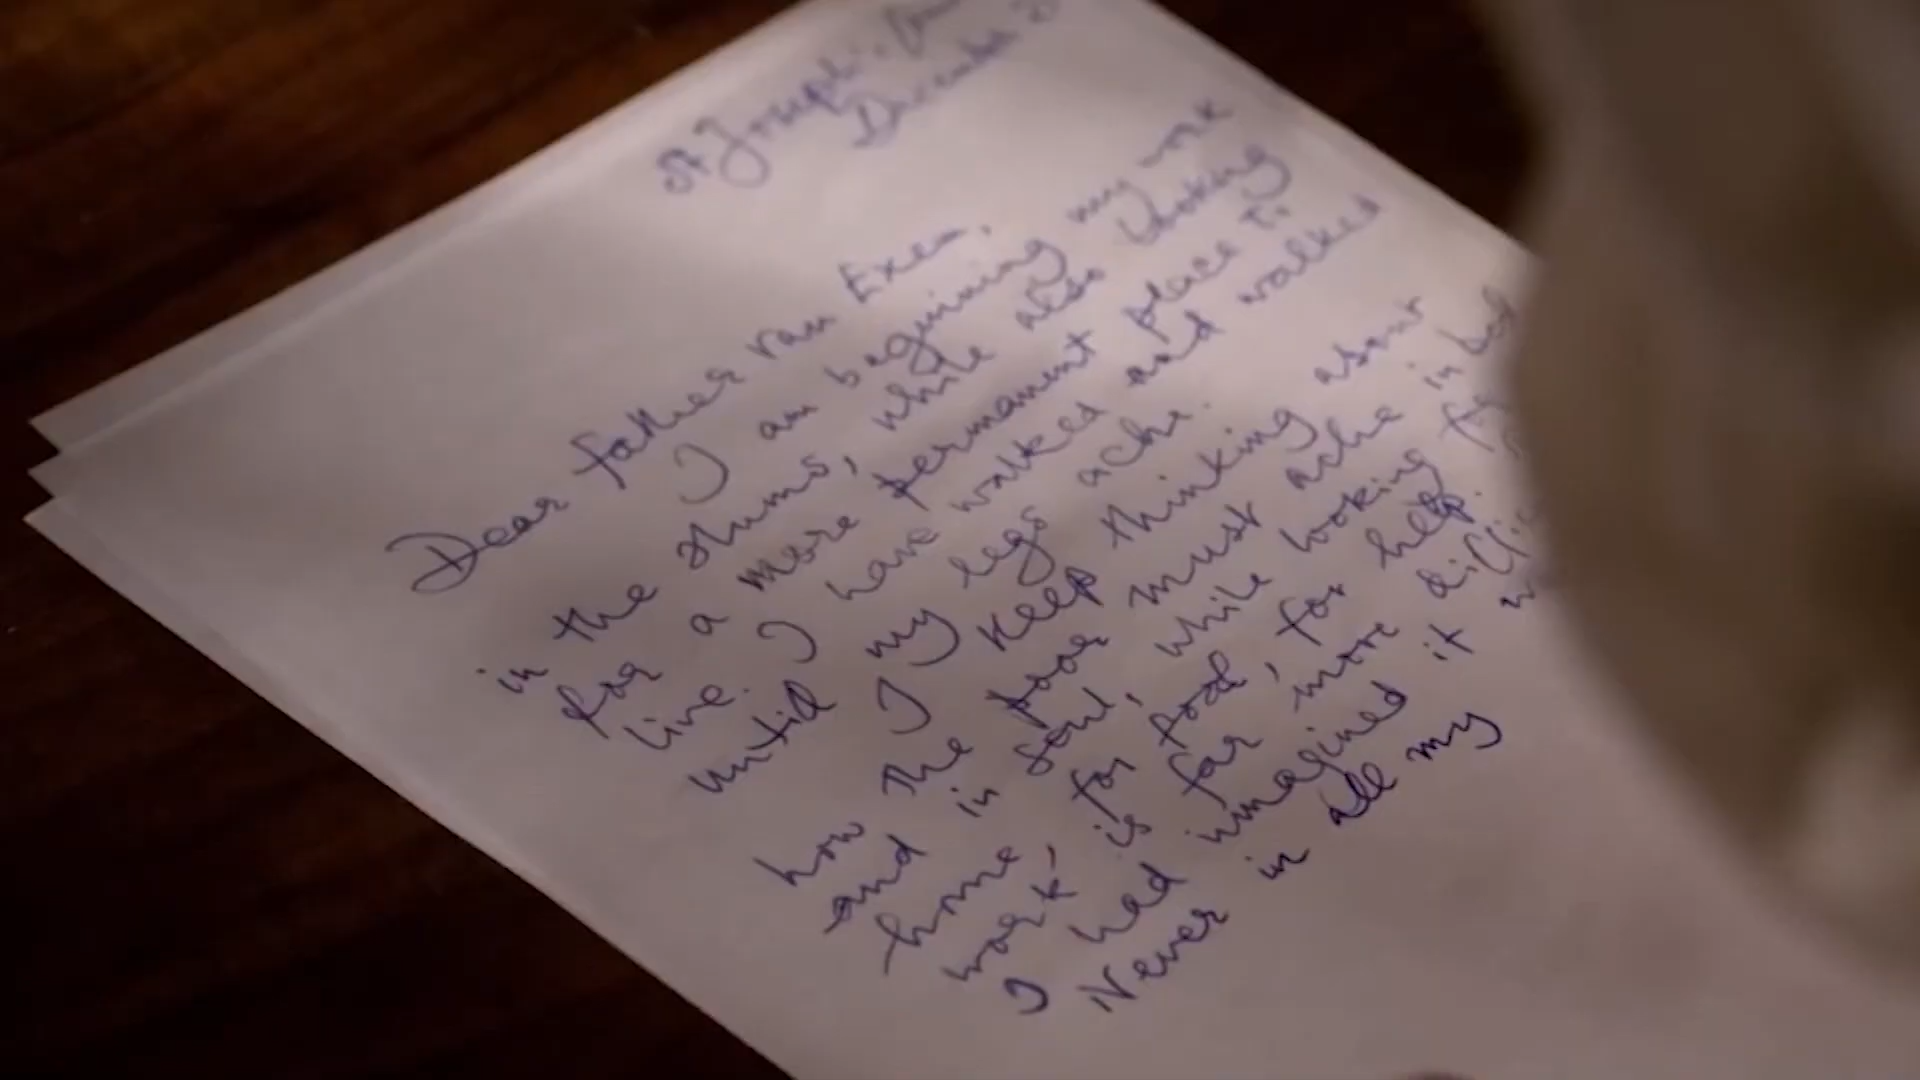 St Joseph's
December
Dear father van Exem,
I am beginning my work
in the slums, while also looking
for a more permanent place to
live. I have walked and walked
until my legs ache.
I keep thinking about
how the poor must ache in
and in soul, while looking for
home, for food, for help.
work, is far more
I had imagined it
Never in all my